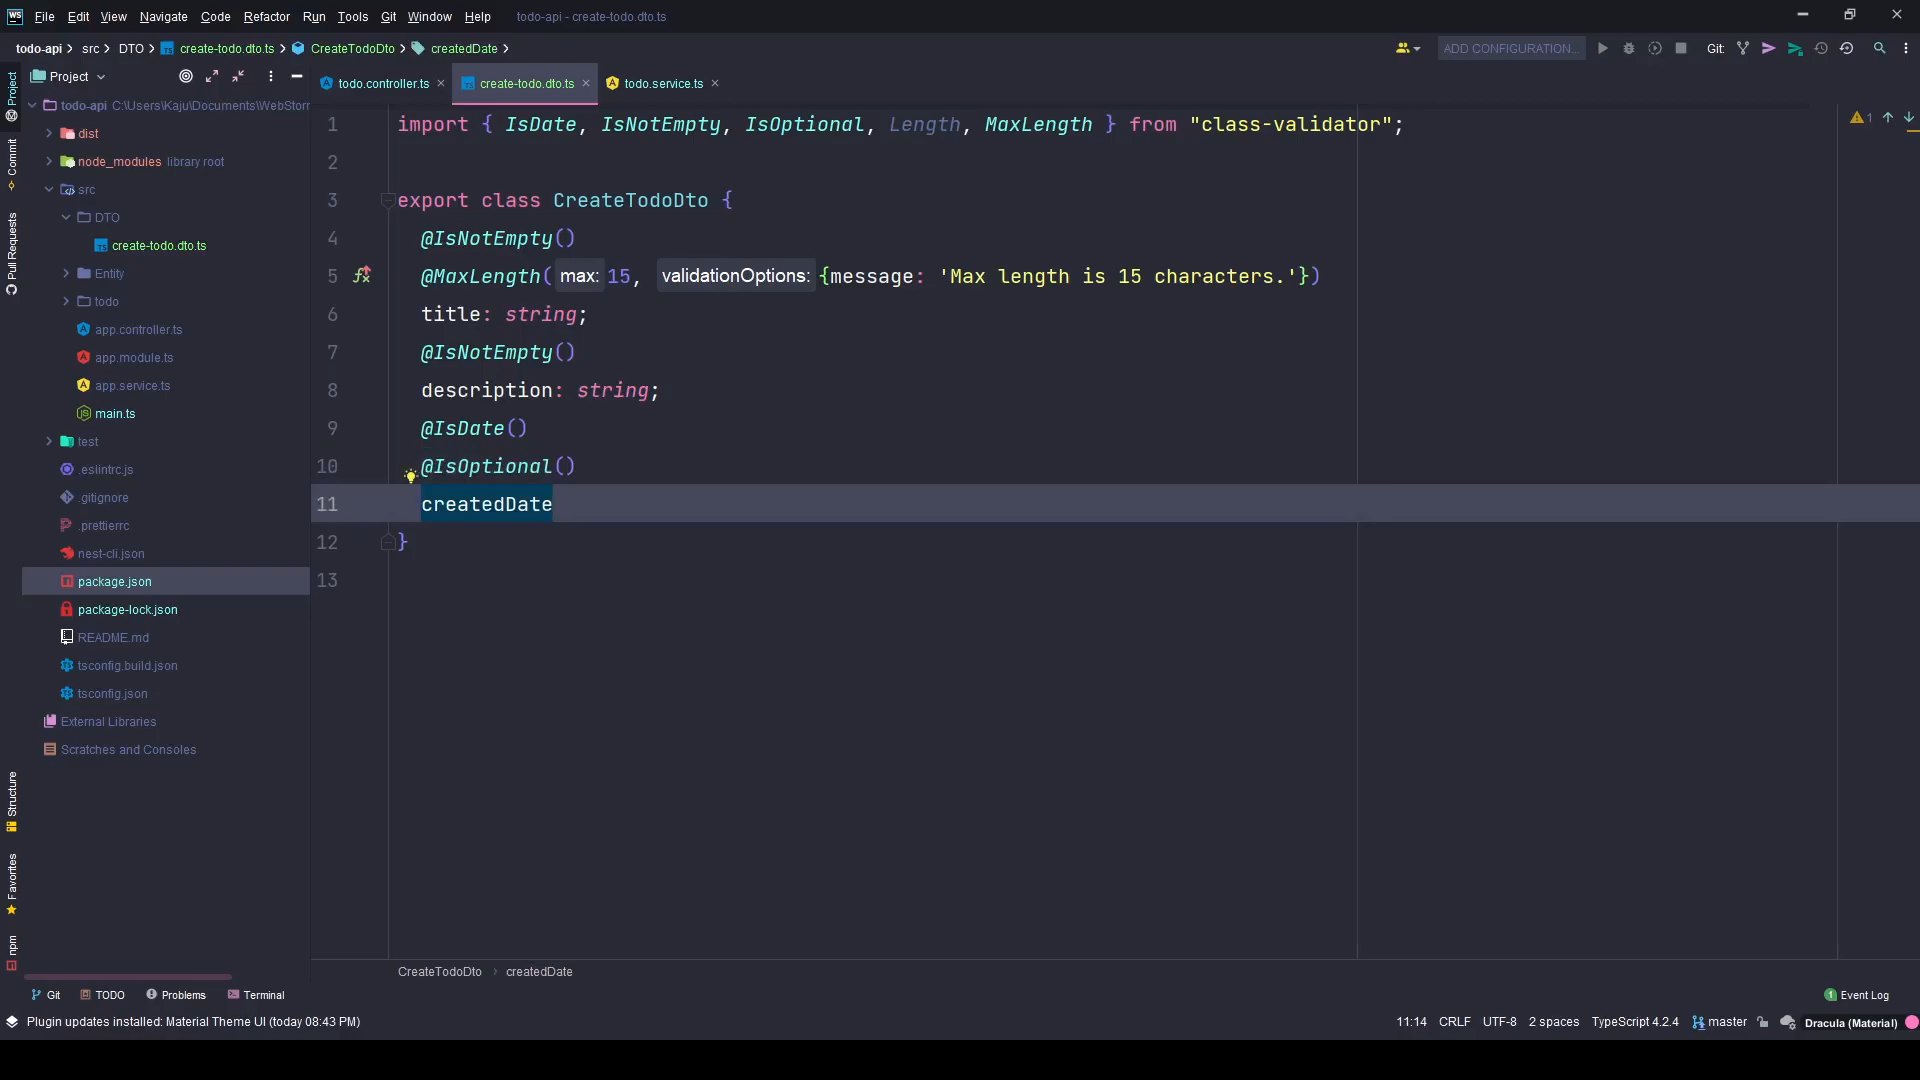 WS File Edit View Navigate Code Refactor Run Tools Git Window Help todo-api - create-todo.dto.ts
todo-api src DTO TS create-todo.dto.ts CreateTodoDto createdDate ADD CONFIGURATION... Git:
Project
todo.controller.ts create-todo.dto.ts todo.service.ts
todo-api C:\Users\Kaju\Documents\WebStorr
dist
node_modules library root
src
DTO
create-todo.dto.ts
Entity
todo
app.controller.ts
app.module.ts
app.service.ts
main.ts
test
.eslintrc.js
.gitignore
.prettierrc
nest-cli.json
package.json
package-lock.json
README.md
tsconfig.build.json
tsconfig.json
External Libraries
Scratches and Consoles
Project
Commit
Pull Requests
Structure
Favorites
npm
1 import { IsDate, IsNotEmpty, IsOptional, Length, MaxLength } from "class-validator";
2
3 export class CreateTodoDto {
4 @IsNotEmpty()
5 @MaxLength( max: 15, validationOptions: {message: 'Max length is 15 characters.'})
6 title: string;
7 @IsNotEmpty()
8 description: string;
9 @IsDate()
10 @IsOptional()
11 createdDate
12 }
13
1
CreateTodoDto createdDate
Git TODO Problems Terminal 1 Event Log
Plugin updates installed: Material Theme UI (today 08:43 PM) 11:14 CRLF UTF-8 2 spaces TypeScript 4.2.4 master Dracula (Material)